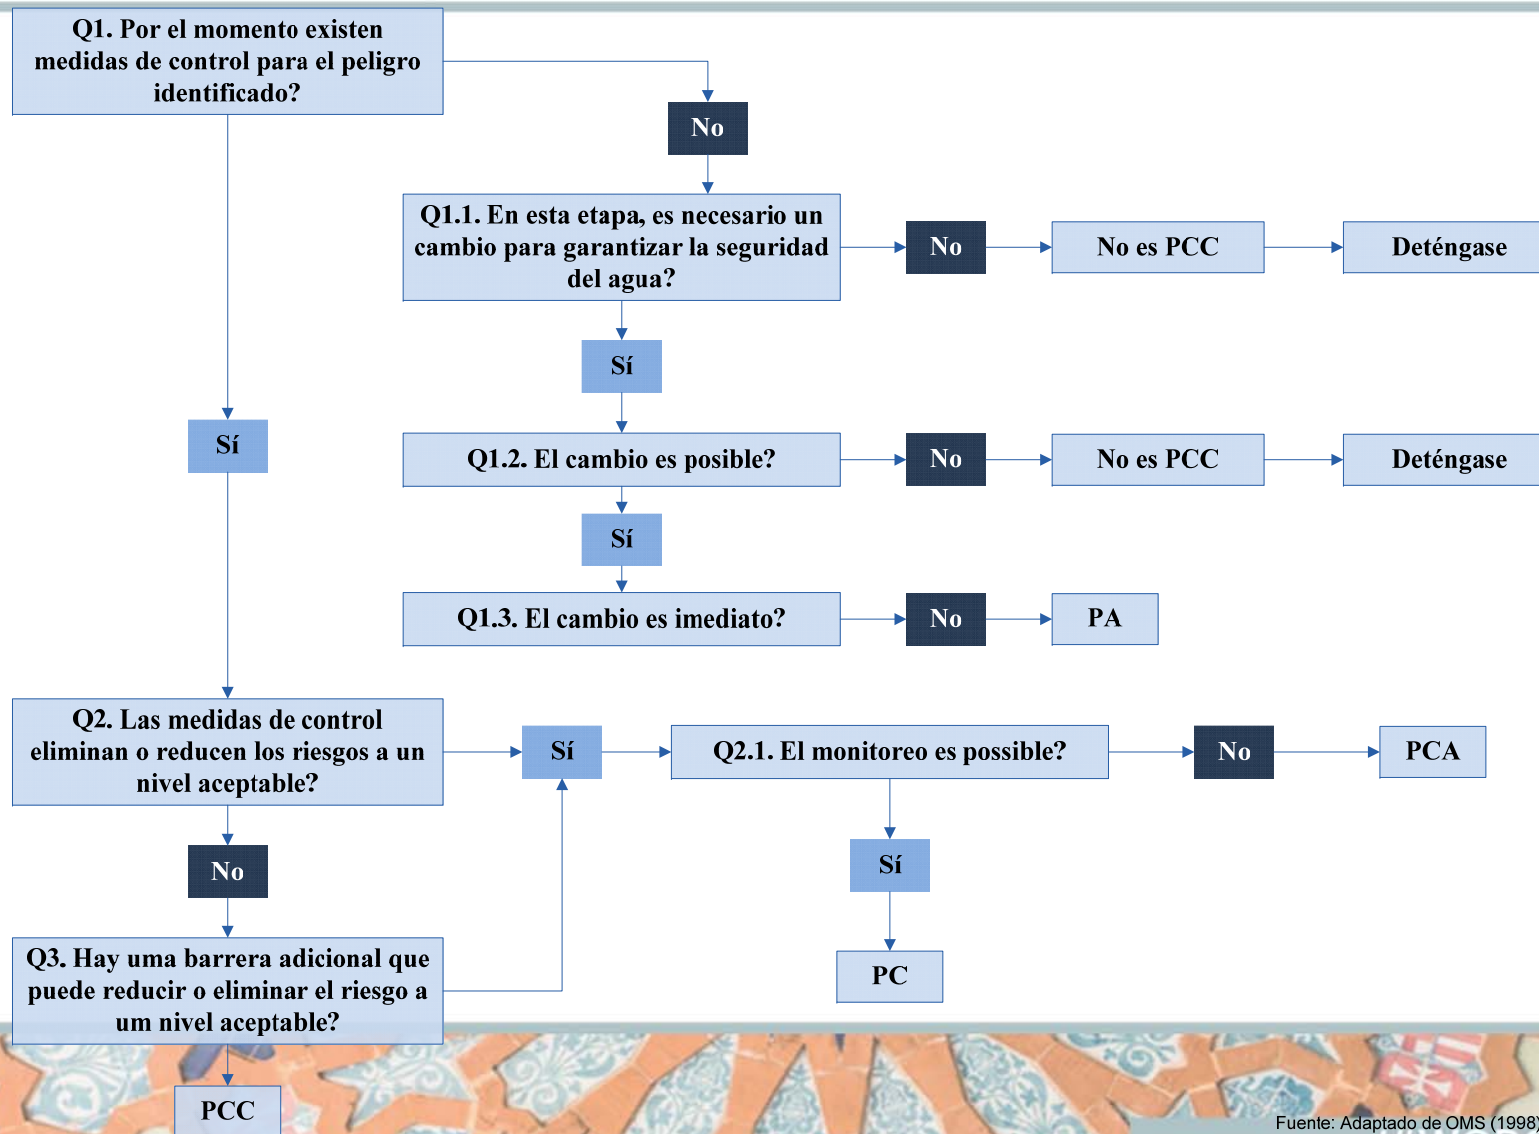 Q1. Por el momento existen
medidas de control para el peligro
identificado?
No
Q1.1. En esta etapa, es necesario un
cambio para garantizar la seguridad
del agua?
No
No es PCC
Deténgase
Sí
Sí
Q1.2. El cambio es posible?
No
No es PCC
Deténgase
Sí
Q1.3. El cambio es imediato?
No
PA
Q2. Las medidas de control
eliminan o reducen los riesgos a un
nivel aceptable?
Sí
Q2.1. El monitoreo es possible?
No
PCA
No
Sí
Q3. Hay uma barrera adicional que
puede reducir o eliminar el riesgo a
um nivel aceptable?
PC
PCC
Fuente: Adaptado de OMS (1998)